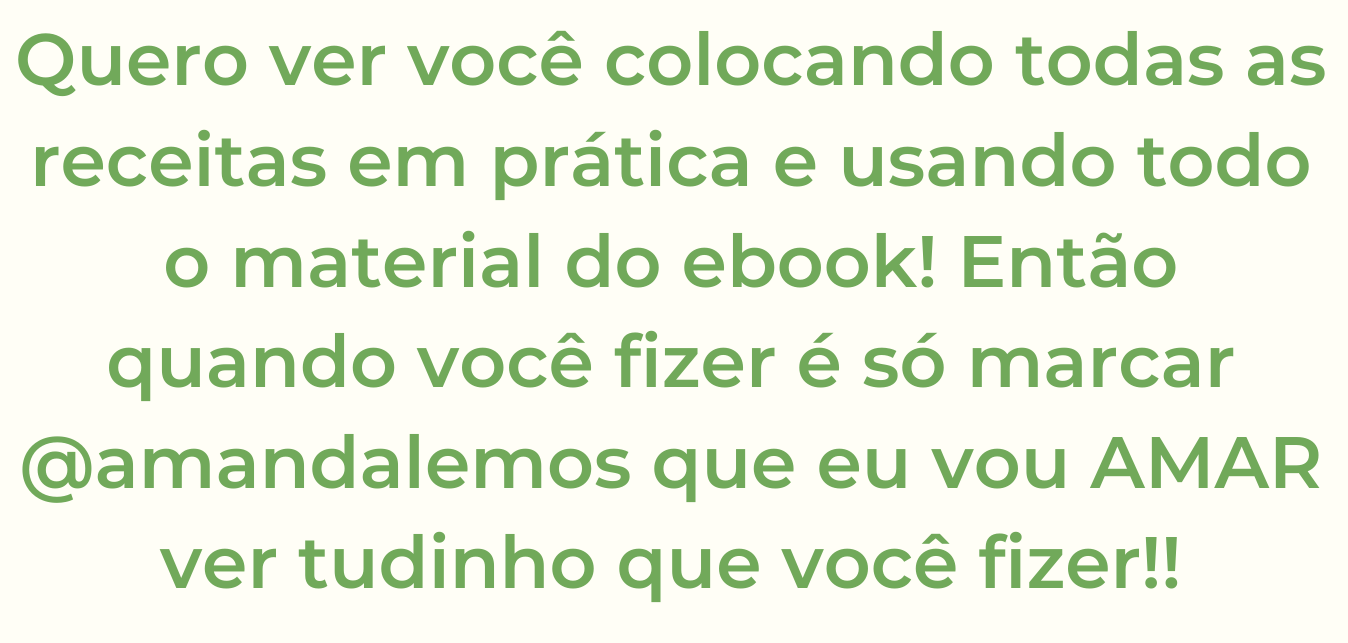 Quero ver você colocando todas as
receitas em prática e usando todo
o material do ebook! Então
quando você fizer é só marcar
@amandalemos que eu vou AMAR
ver tudinho que você fizer!!